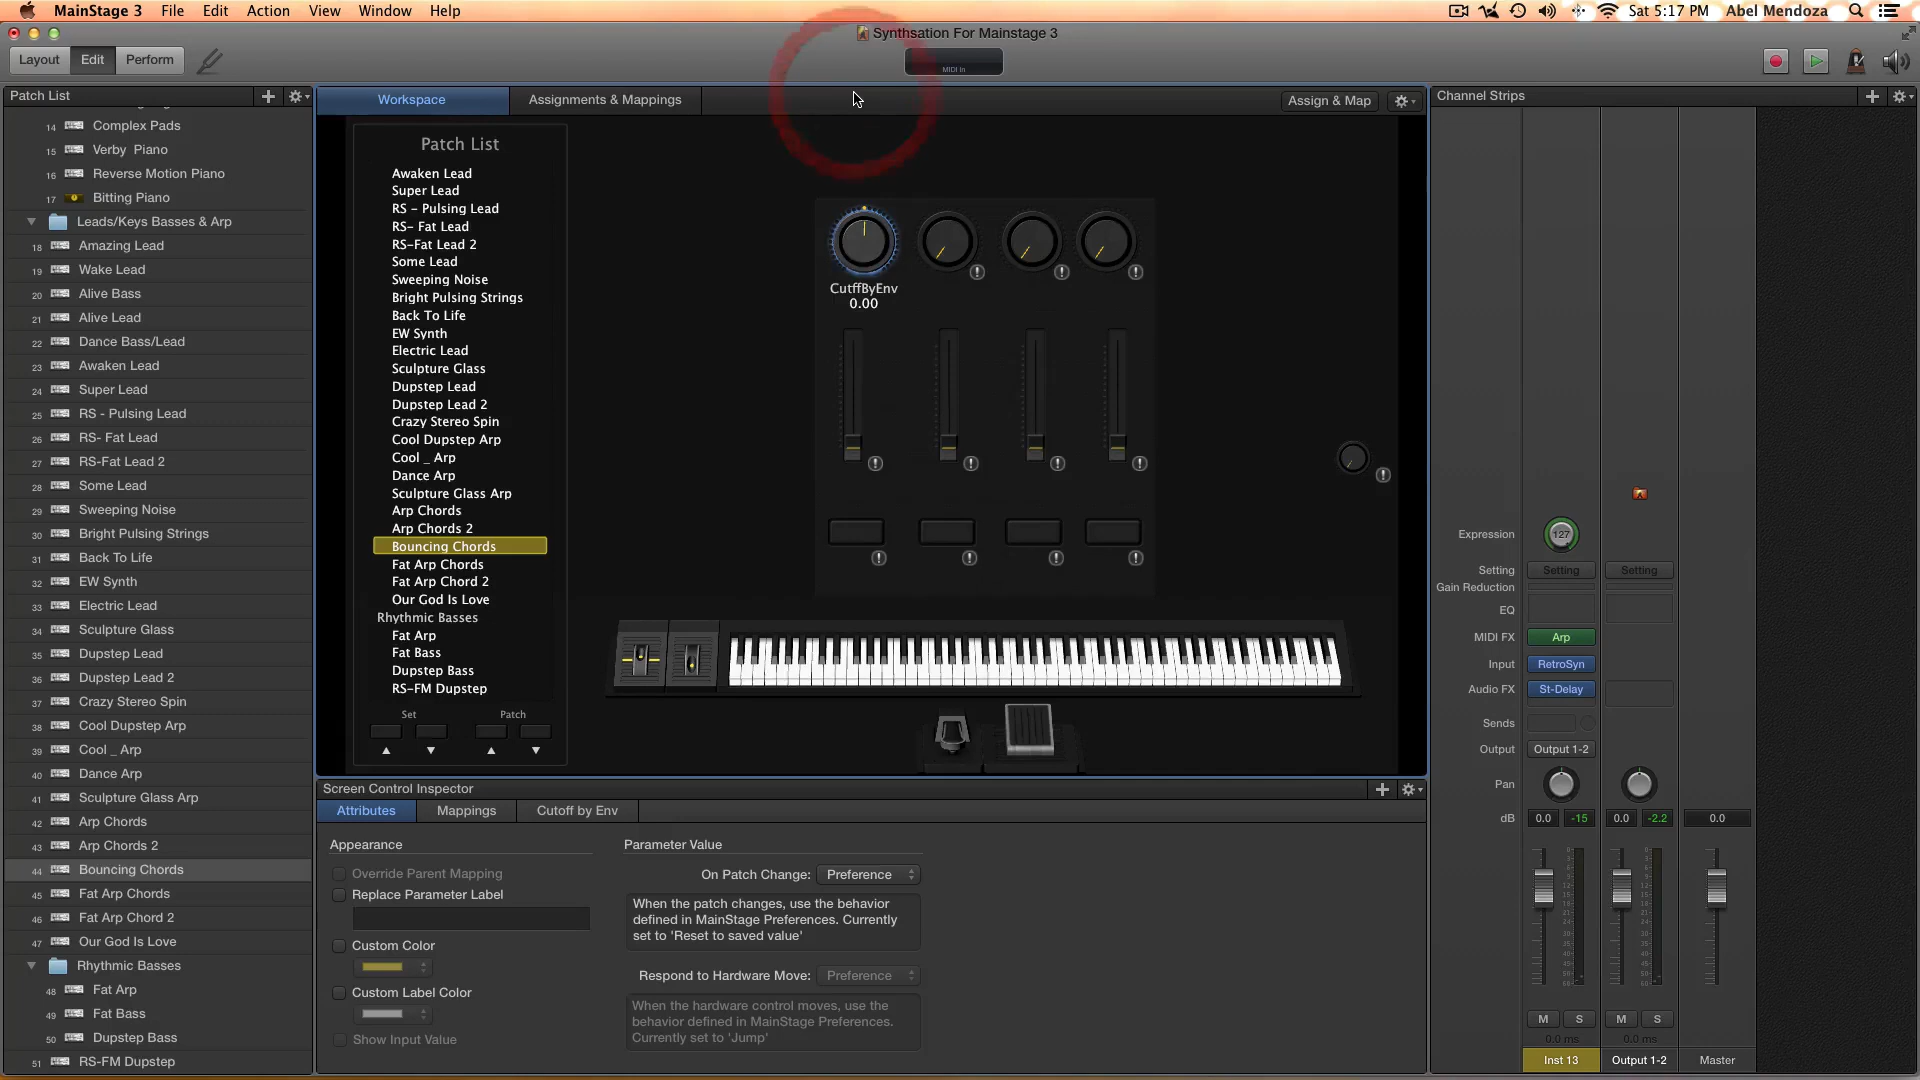 MainStage 3 File Edit Action View Window Help
Sat 5:17 PM Abel Mendoza
Synthsation For Mainstage 3
Layout Edit Perform
MIDI In
Patch List
Workspace
Assignments & Mappings
Assign & Map
Channel Strips
14 Complex Pads
15 Verby Piano
16 Reverse Motion Piano
17 Bitting Piano
Leads/Keys Basses & Arp
18 Amazing Lead
19 Wake Lead
20 Alive Bass
21 Alive Lead
22 Dance Bass/Lead
23 Awaken Lead
24 Super Lead
25 RS - Pulsing Lead
26 RS- Fat Lead
27 RS-Fat Lead 2
28 Some Lead
29 Sweeping Noise
30 Bright Pulsing Strings
31 Back To Life
32 EW Synth
33 Electric Lead
34 Sculpture Glass
35 Dupstep Lead
36 Dupstep Lead 2
37 Crazy Stereo Spin
38 Cool Dupstep Arp
39 Cool _ Arp
40 Dance Arp
41 Sculpture Glass Arp
42 Arp Chords
43 Arp Chords 2
44 Bouncing Chords
45 Fat Arp Chords
46 Fat Arp Chord 2
47 Our God Is Love
Rhythmic Basses
48 Fat Arp
49 Fat Bass
50 Dupstep Bass
51 RS-FM Dupstep
Patch List
Awaken Lead
Super Lead
RS - Pulsing Lead
RS- Fat Lead
RS-Fat Lead 2
Some Lead
Sweeping Noise
Bright Pulsing Strings
Back To Life
EW Synth
Electric Lead
Sculpture Glass
Dupstep Lead
Dupstep Lead 2
Crazy Stereo Spin
Cool Dupstep Arp
Cool _ Arp
Dance Arp
Sculpture Glass Arp
Arp Chords
Arp Chords 2
Bouncing Chords
Fat Arp Chords
Fat Arp Chord 2
Our God Is Love
Rhythmic Basses
Fat Arp
Fat Bass
Dupstep Bass
RS-FM Dupstep
Set Patch
CutffByEnv
0.00
Screen Control Inspector
Attributes
Mappings
Cutoff by Env
Appearance
Override Parent Mapping
Replace Parameter Label
Custom Color
Custom Label Color
Show Input Value
Parameter Value
On Patch Change: Preference
When the patch changes, use the behavior
defined in MainStage Preferences. Currently
set to 'Reset to saved value'
Respond to Hardware Move: Preference
When the hardware control moves, use the
behavior defined in MainStage Preferences.
Currently set to 'Jump'
Expression 127
Setting Setting Setting
Gain Reduction
EQ
MIDI FX Arp
Input RetroSyn
Audio FX St-Delay
Sends
Output Output 1-2
Pan
dB 0.0 -15 0.0 -2.2 0.0
M S M S
0.0 ms 0.0 ms
Inst 13 Output 1-2 Master